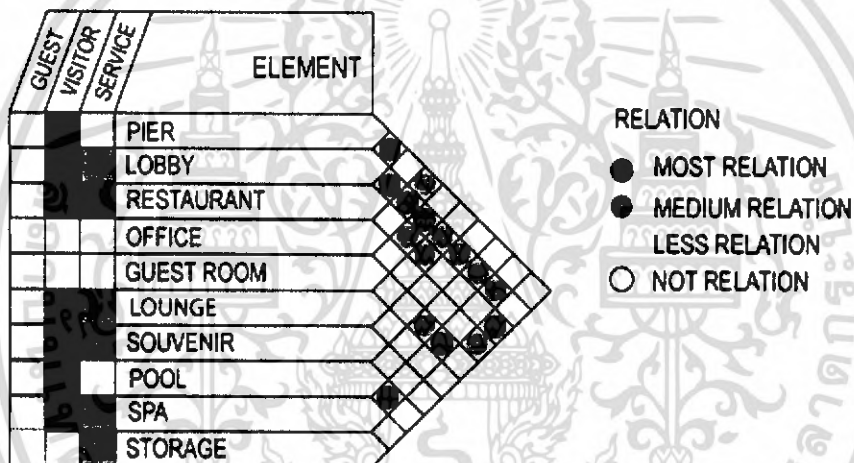 GUEST VISITOR SERVICE ELEMENT
PIER
LOBBY
RESTAURANT
OFFICE
GUEST ROOM
LOUNGE
SOUVENIR
POOL
SPA
STORAGE
RELATION
MOST RELATION
MEDIUM RELATION
LESS RELATION
NOT RELATION